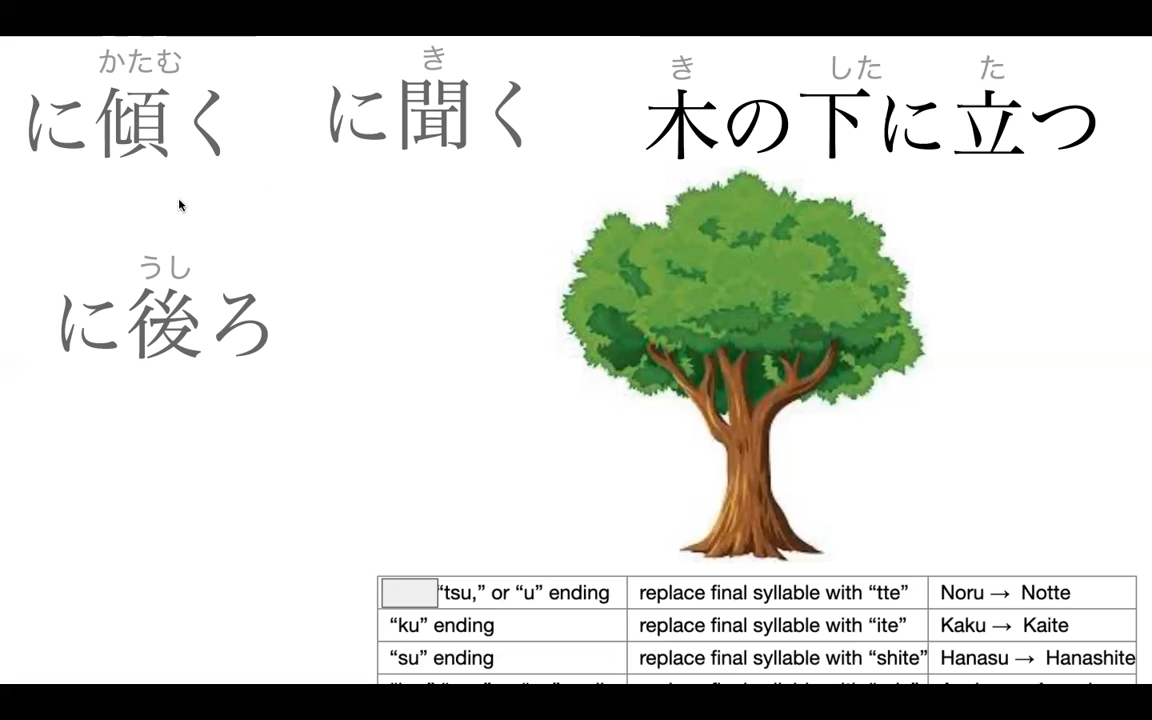 かたむ
に傾く
き
に聞く
き した た
木の下に立つ
うし
に後ろ
“tsu,” or “u” ending replace final syllable with “tte” Noru → Notte
“ku” ending replace final syllable with “ite” Kaku → Kaite
“su” ending replace final syllable with “shite” Hanasu → Hanashite